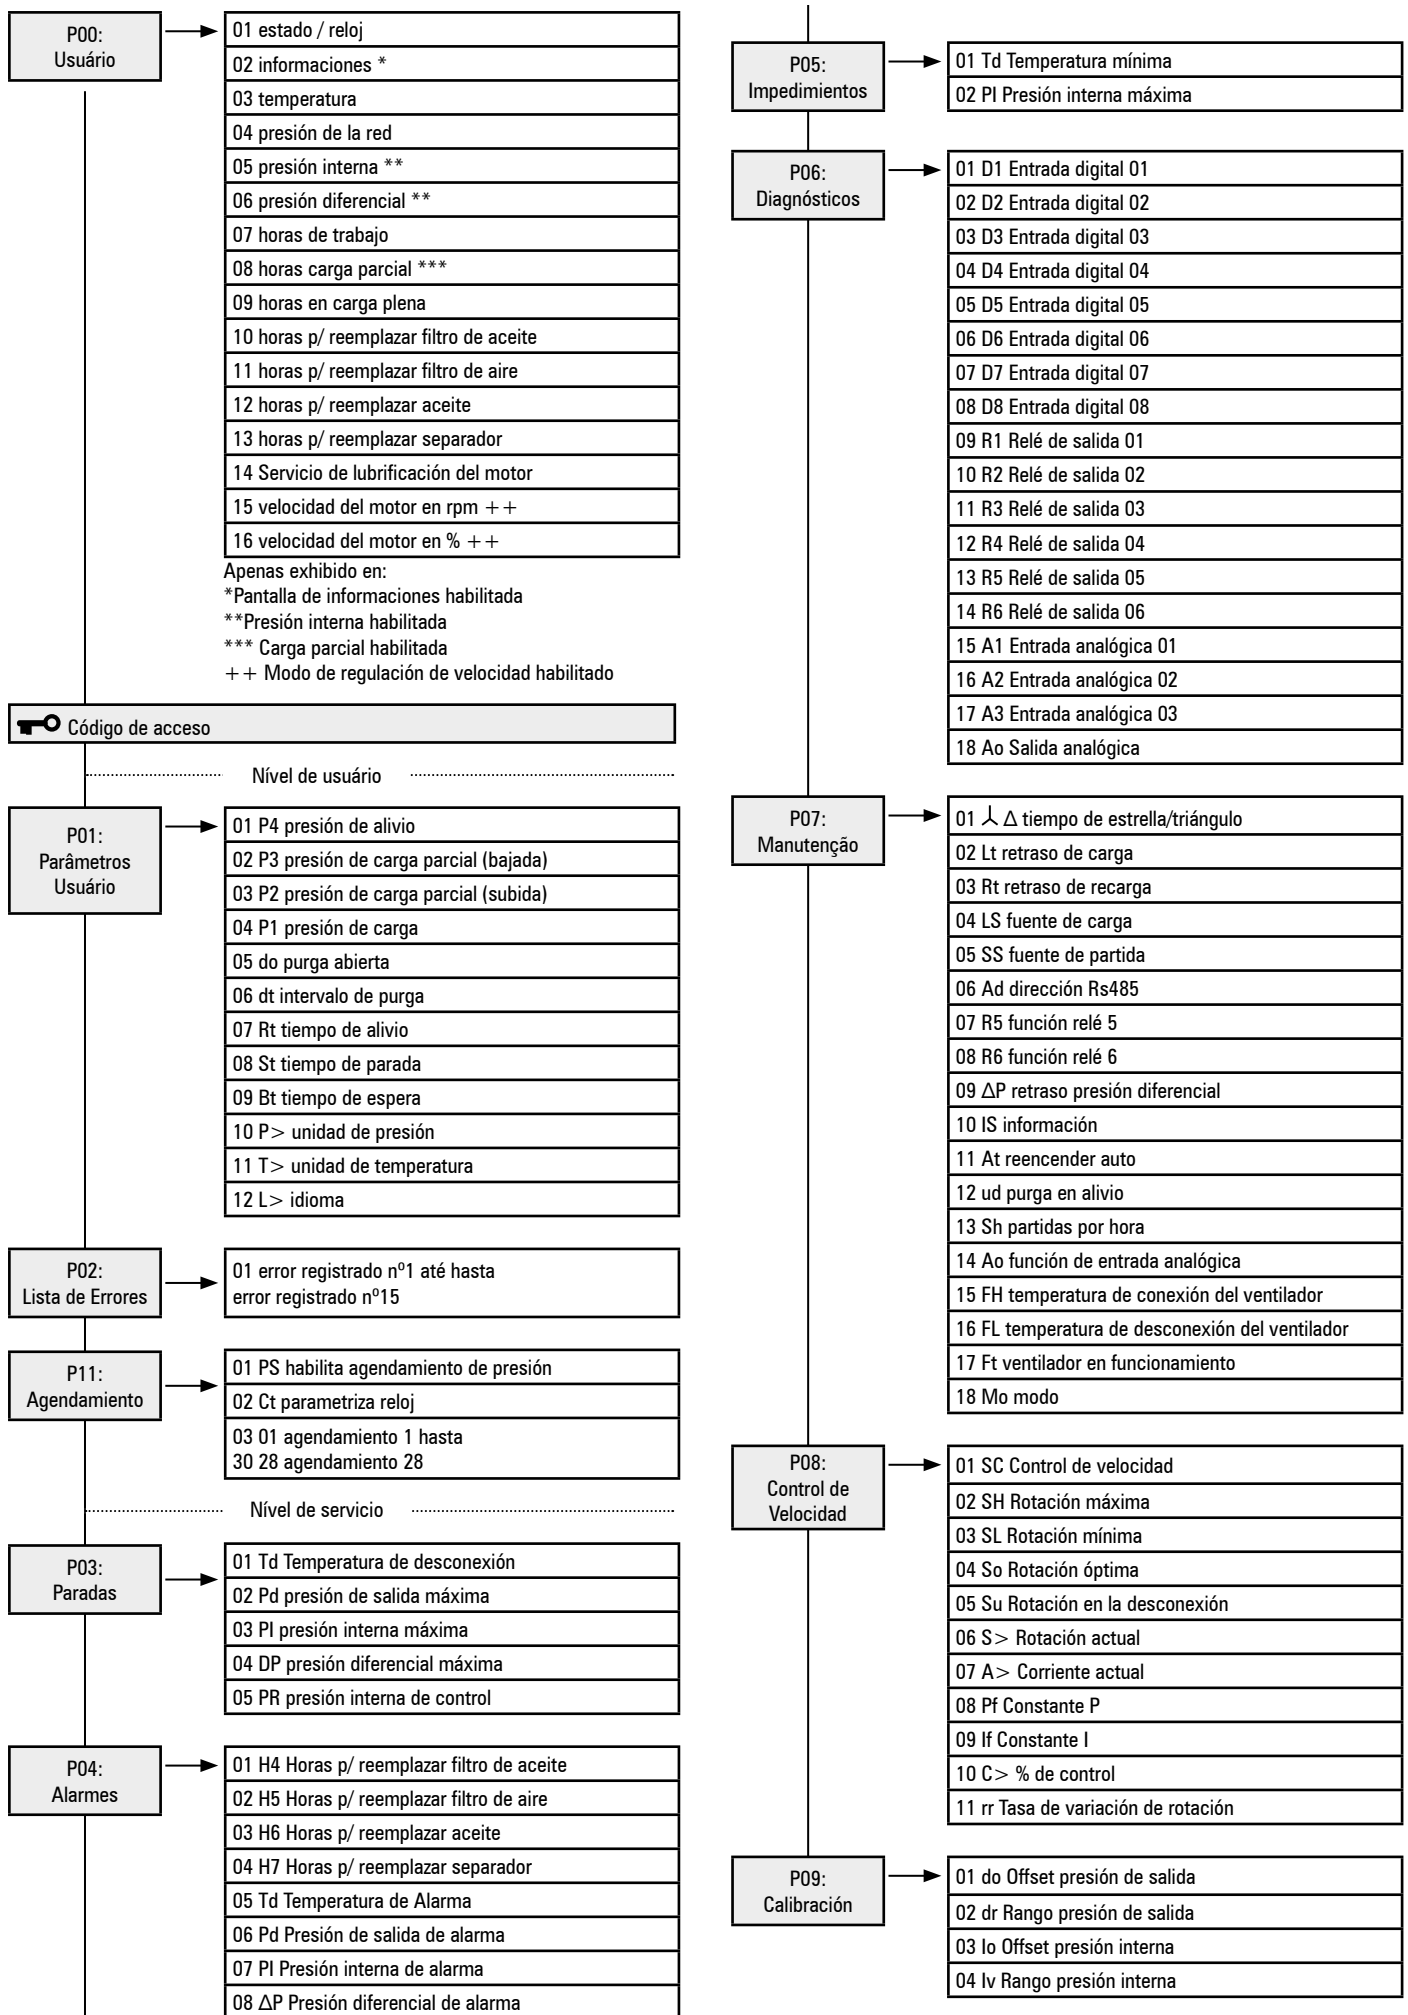 P00:
Usuário
01 estado / reloj
02 informaciones *
03 temperatura
04 presión de la red
05 presión interna **
06 presión diferencial **
07 horas de trabajo
08 horas carga parcial ***
09 horas en carga plena
10 horas p/ reemplazar filtro de aceite
11 horas p/ reemplazar filtro de aire
12 horas p/ reemplazar aceite
13 horas p/ reemplazar separador
14 Servicio de lubrificación del motor
15 velocidad del motor en rpm ++
16 velocidad del motor en % ++
Apenas exhibido en:
*Pantalla de informaciones habilitada
**Presión interna habilitada
*** Carga parcial habilitada
++ Modo de regulación de velocidad habilitado
Código de acceso
Nível de usuário
P01:
Parâmetros
Usuário
01 P4 presión de alivio
02 P3 presión de carga parcial (bajada)
03 P2 presión de carga parcial (subida)
04 P1 presión de carga
05 do purga abierta
06 dt intervalo de purga
07 Rt tiempo de alivio
08 St tiempo de parada
09 Bt tiempo de espera
10 P> unidad de presión
11 T> unidad de temperatura
12 L> idioma
P02:
Lista de Errores
01 error registrado nº1 até hasta
error registrado nº15
P11:
Agendamiento
01 PS habilita agendamiento de presión
02 Ct parametriza reloj
03 01 agendamiento 1 hasta
30 28 agendamiento 28
Nível de servicio
P03:
Paradas
01 Td Temperatura de desconexión
02 Pd presión de salida máxima
03 PI presión interna máxima
04 DP presión diferencial máxima
05 PR presión interna de control
P04:
Alarmes
01 H4 Horas p/ reemplazar filtro de aceite
02 H5 Horas p/ reemplazar filtro de aire
03 H6 Horas p/ reemplazar aceite
04 H7 Horas p/ reemplazar separador
05 Td Temperatura de Alarma
06 Pd Presión de salida de alarma
07 PI Presión interna de alarma
08 ΔP Presión diferencial de alarma
P05:
Impedimientos
01 Td Temperatura mínima
02 PI Presión interna máxima
P06:
Diagnósticos
01 D1 Entrada digital 01
02 D2 Entrada digital 02
03 D3 Entrada digital 03
04 D4 Entrada digital 04
05 D5 Entrada digital 05
06 D6 Entrada digital 06
07 D7 Entrada digital 07
08 D8 Entrada digital 08
09 R1 Relé de salida 01
10 R2 Relé de salida 02
11 R3 Relé de salida 03
12 R4 Relé de salida 04
13 R5 Relé de salida 05
14 R6 Relé de salida 06
15 A1 Entrada analógica 01
16 A2 Entrada analógica 02
17 A3 Entrada analógica 03
18 Ao Salida analógica
P07:
Manutenção
01 ⅄ Δ tiempo de estrella/triángulo
02 Lt retraso de carga
03 Rt retraso de recarga
04 LS fuente de carga
05 SS fuente de partida
06 Ad dirección Rs485
07 R5 función relé 5
08 R6 función relé 6
09 ΔP retraso presión diferencial
10 IS información
11 At reencender auto
12 ud purga en alivio
13 Sh partidas por hora
14 Ao función de entrada analógica
15 FH temperatura de conexión del ventilador
16 FL temperatura de desconexión del ventilador
17 Ft ventilador en funcionamiento
18 Mo modo
P08:
Control de
Velocidad
01 SC Control de velocidad
02 SH Rotación máxima
03 SL Rotación mínima
04 So Rotación óptima
05 Su Rotación en la desconexión
06 S> Rotación actual
07 A> Corriente actual
08 Pf Constante P
09 If Constante I
10 C> % de control
11 rr Tasa de variación de rotación
P09:
Calibración
01 do Offset presión de salida
02 dr Rango presión de salida
03 Io Offset presión interna
04 Iv Rango presión interna